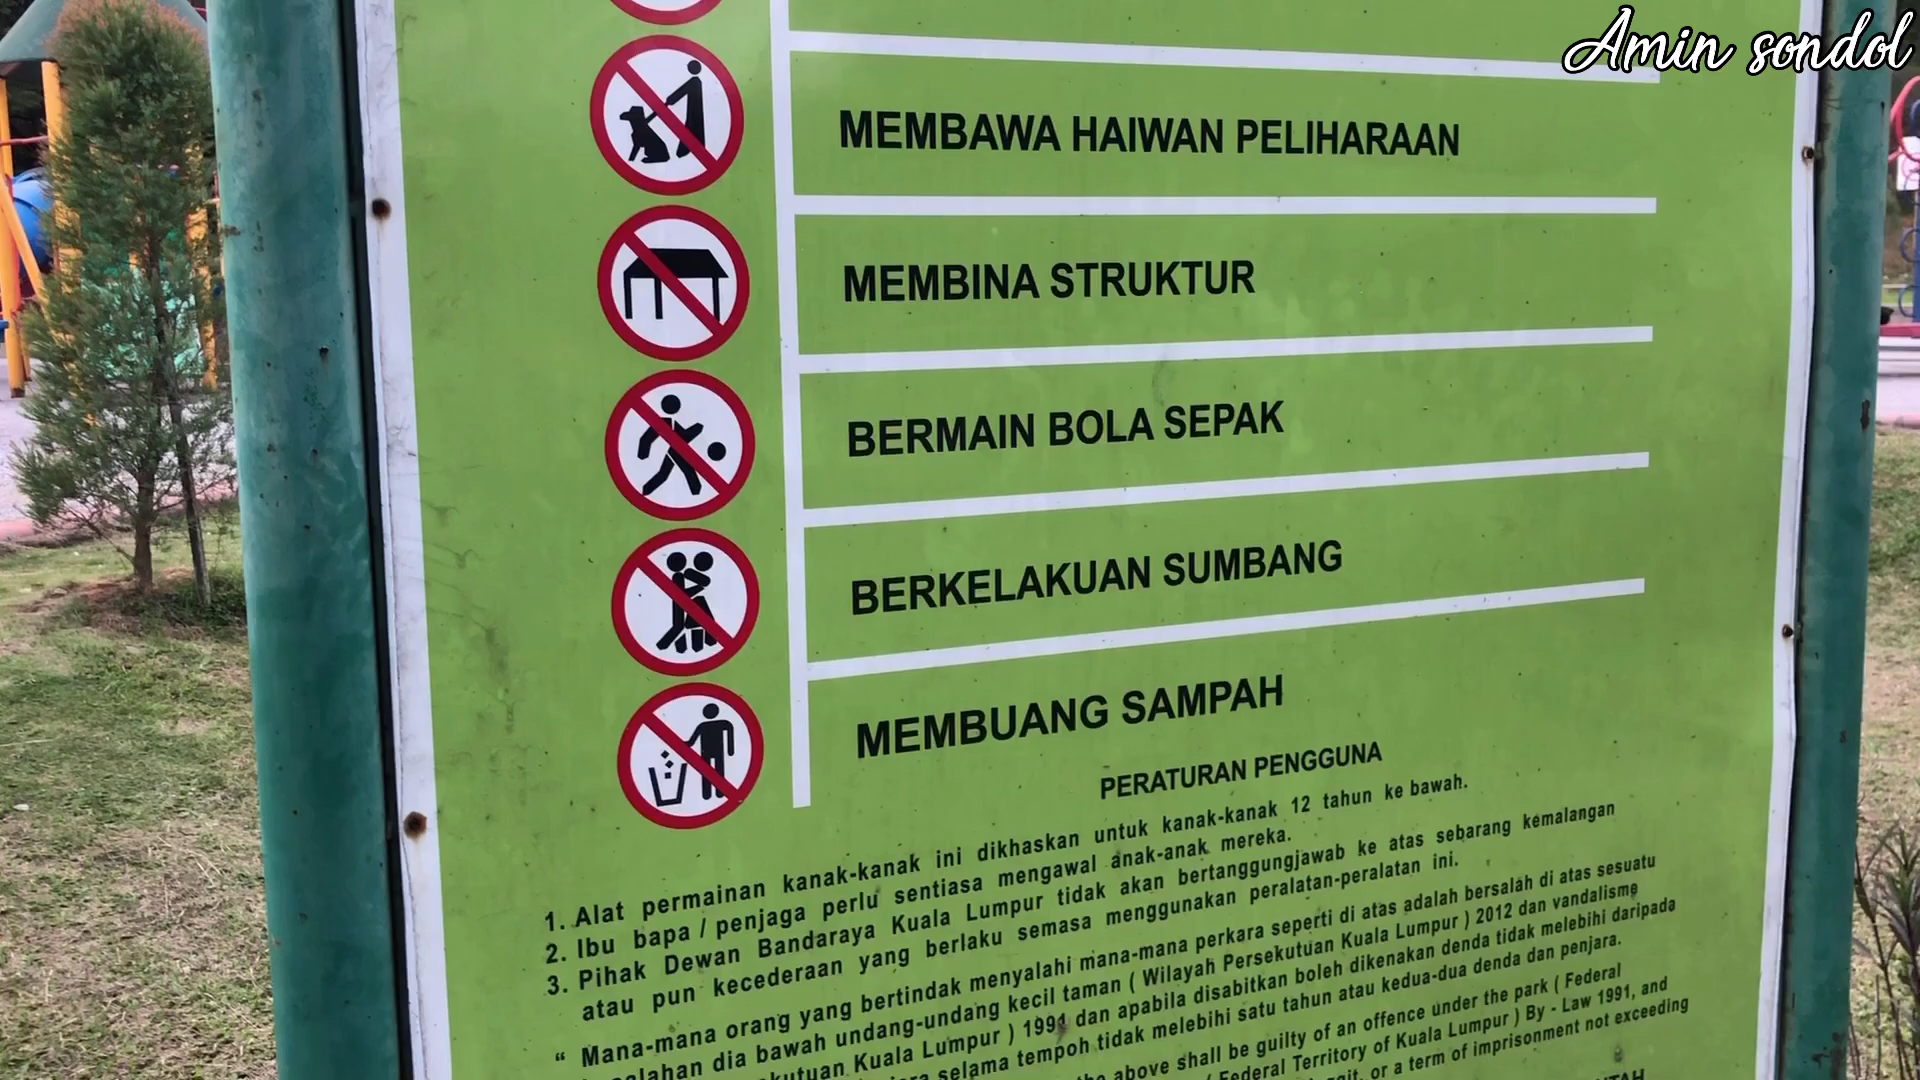 Amin sondol
MEMBAWA HAIWAN PELIHARAAN
MEMBINA STRUKTUR
BERMAIN BOLA SEPAK
BERKELAKUAN SUMBANG
MEMBUANG SAMPAH
PERATURAN PENGGUNA
1. Alat permainan kanak-kanak ini dikhaskan untuk kanak-kanak 12 tahun ke bawah.
2. Ibu bapa / penjaga perlu sentiasa mengawal anak-anak mereka.
3. Pihak Dewan Bandaraya Kuala Lumpur tidak akan bertanggungjawab ke atas sebarang kemalangan
atau pun kecederaan yang berlaku semasa menggunakan peralatan-peralatan ini.
“ Mana-mana orang yang bertindak menyalahi mana-mana perkara seperti di atas adalah bersalah di atas sesuatu
dia bawah undang-undang kecil taman ( Wilayah Persekutuan Kuala Lumpur ) 2012 dan vandalisme
Kuala Lumpur ) 1991 dan apabila disabitkan boleh dikenakan denda tidak melebihi daripada
selama tempoh tidak melebihi satu tahun atau kedua-dua denda dan penjara.
above shall be guilty of an offence under the park ( Federal
( Federal Territory of Kuala Lumpur ) By - Law 1991, and
or a term of imprisonment not exceeding